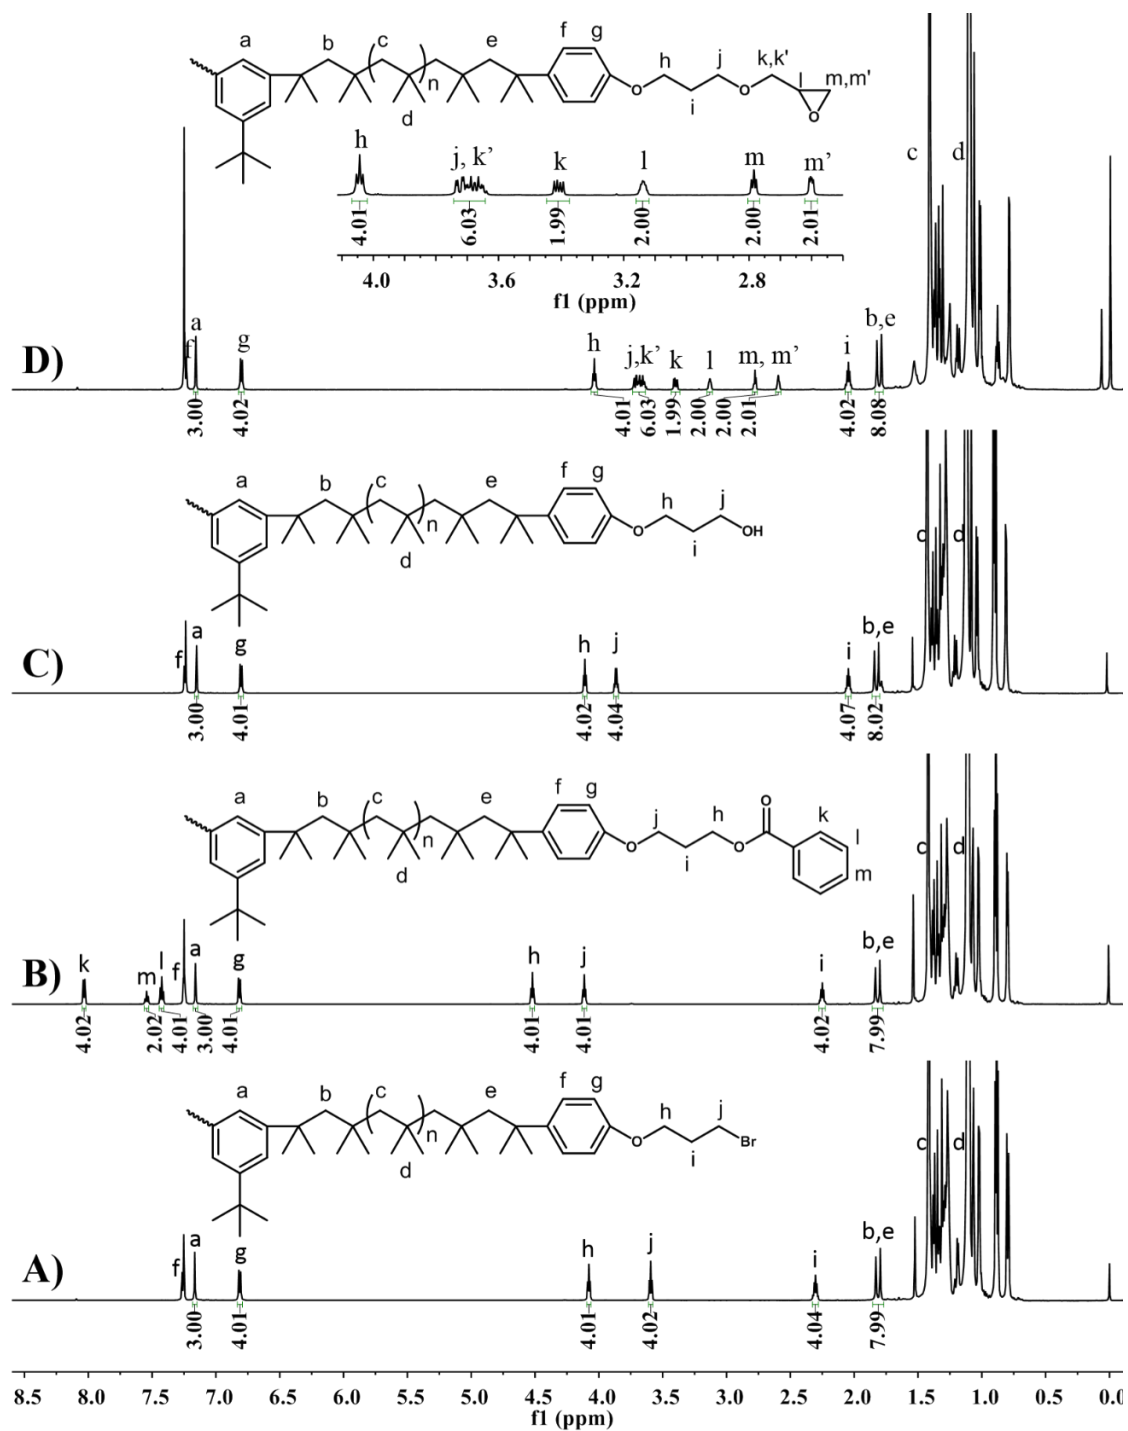 a b c e f g h j k,k' l m,m'
n O O O
d i
h j, k’ k l m m’
4.01 6.03 1.99 2.00 2.00 2.01
4.0 3.6 3.2 2.8
f1 (ppm)
c d
D) f a g h j,k’ k l m, m’ i b,e
3.00 4.02 4.01 6.03 1.99 2.00 2.00 2.01 4.02 8.08
a b c e f g h j
n O OH
d i
c d
C) f a g h j i b,e
3.00 4.01 4.02 4.04 4.07 8.02
a b c e f g j h O k
n O O l
d i m
c d
B) k m l f a g h j i b,e
4.02 2.02 4.01 3.00 4.01 4.01 4.01 4.02 7.99
a b c e f g h j
n O Br
d i
c d
A) f a g h j i b,e
3.00 4.01 4.01 4.02 4.04 7.99
8.5 8.0 7.5 7.0 6.5 6.0 5.5 5.0 4.5 4.0 3.5 3.0 2.5 2.0 1.5 1.0 0.5 0.0
f1 (ppm)